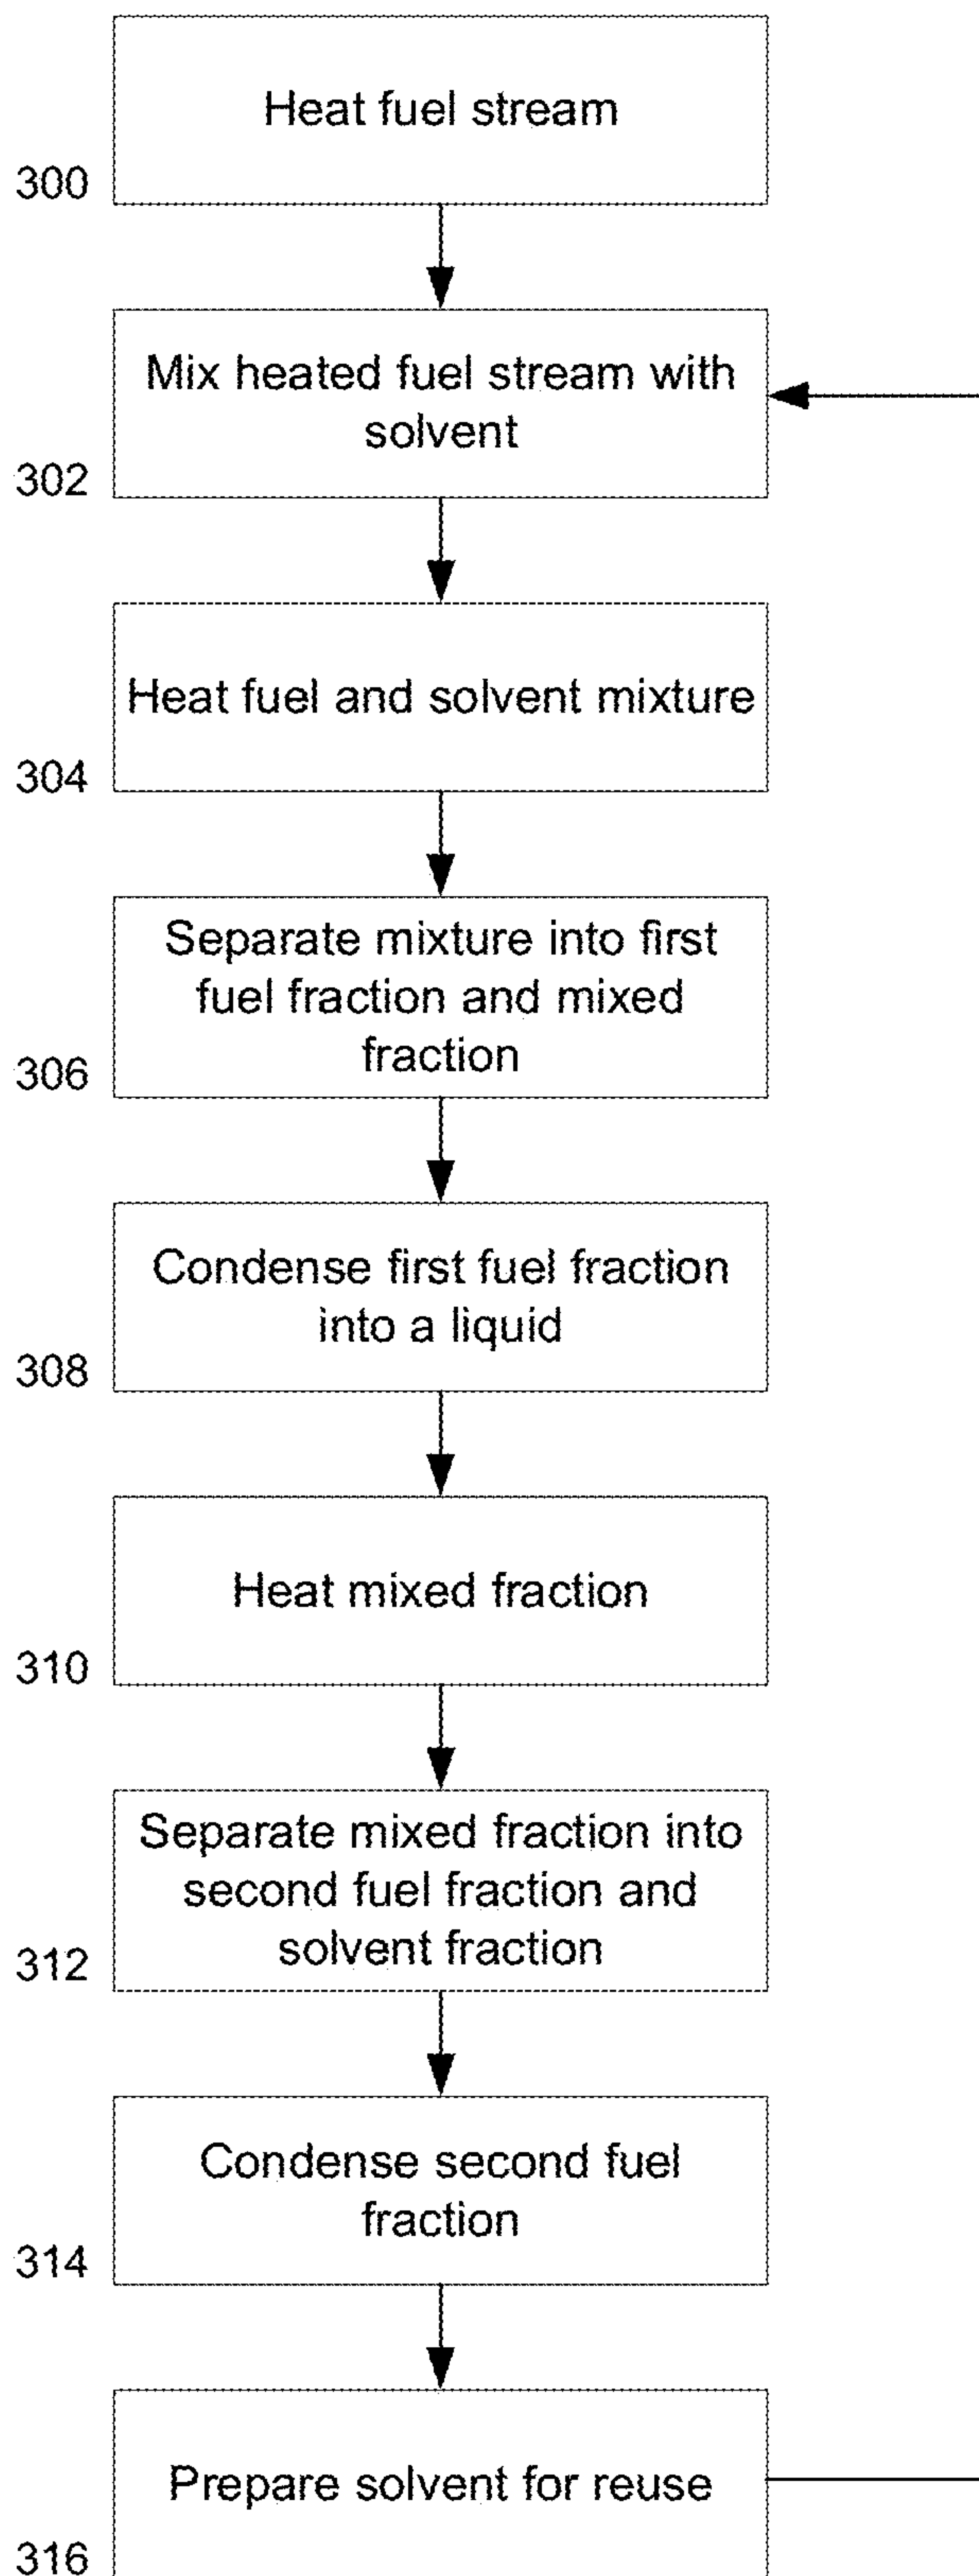 Heat fuel stream
300
Mix heated fuel stream with
solvent
302
Heat fuel and solvent mixture
304
Separate mixture into first
fuel fraction and mixed
fraction
306
Condense first fuel fraction
into a liquid
308
Heat mixed fraction
310
Separate mixed fraction into
second fuel fraction and
solvent fraction
312
Condense second fuel
fraction
314
Prepare solvent for reuse
316